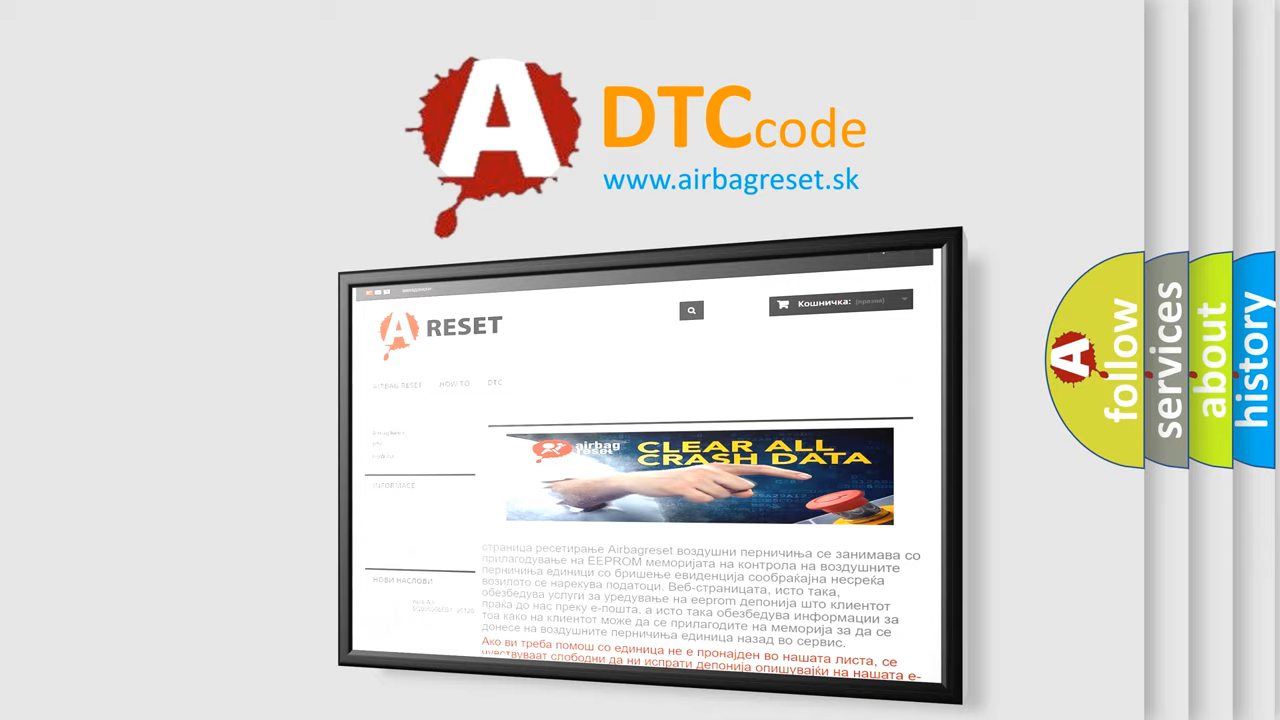 A DTC code
www.airbagreset.sk
A RESET
Кошничка: (празни)
AIRBAG RESET HOW TO DTC
INFORMACE
НОВИ НАСЛОВИ
airbag reset
CLEAR ALL
CRASH DATA
страница ресетирање Airbagreset воздушни перничиња се занимава со
прилагодување на EEPROM меморијата на контрола на воздушните
перничиња единици со бришење евиденција сообраќајна несреќа
возилото се нарекува податоци. Веб-страницата, исто така,
обезбедува услуги за уредување на eeprom депонија што клиентот
праќа до нас преку е-пошта, а исто така обезбедува информации за
тоа како на клиентот може да се прилагодите на меморија за да се
донесе на воздушните перничиња единица назад во сервис.
Ако ви треба помош со единица не е пронајден во нашата листа, се
чувствуваат слободни да ни испрати депонија опишувајќи на нашата е-
A follow
services
about
history